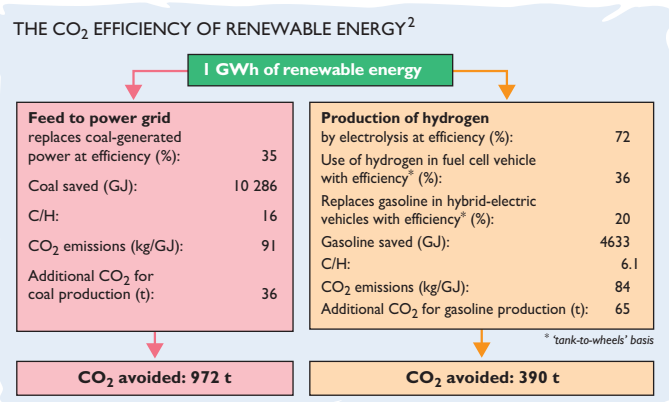 THE CO₂ EFFICIENCY OF RENEWABLE ENERGY²
1 GWh of renewable energy
Feed to power grid
replaces coal-generated
power at efficiency (%): 35
Coal saved (GJ): 10 286
C/H: 16
CO₂ emissions (kg/GJ): 91
Additional CO₂ for
coal production (t): 36
CO₂ avoided: 972 t
Production of hydrogen
by electrolysis at efficiency (%): 72
Use of hydrogen in fuel cell vehicle
with efficiency* (%): 36
Replaces gasoline in hybrid-electric
vehicles with efficiency* (%): 20
Gasoline saved (GJ): 4633
C/H: 6.1
CO₂ emissions (kg/GJ): 84
Additional CO₂ for gasoline production (t): 65
* ‘tank-to-wheels’ basis
CO₂ avoided: 390 t